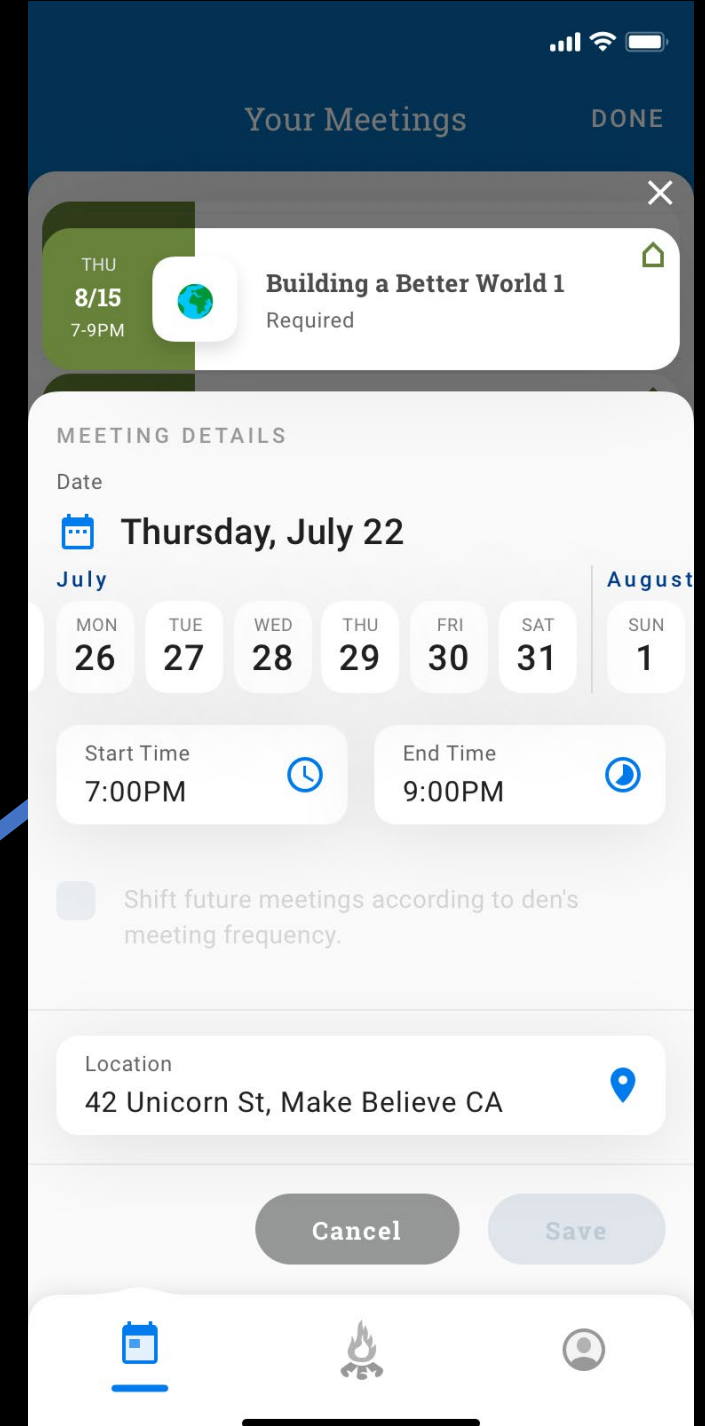 Your Meetings DONE
THU
8/15
7-9PM
Building a Better World 1
Required
MEETING DETAILS
Date
Thursday, July 22
July August
MON TUE WED THU FRI SAT SUN
26 27 28 29 30 31 1
Start Time
7:00PM
End Time
9:00PM
Shift future meetings according to den's
meeting frequency.
Location
42 Unicorn St, Make Believe CA
Cancel Save